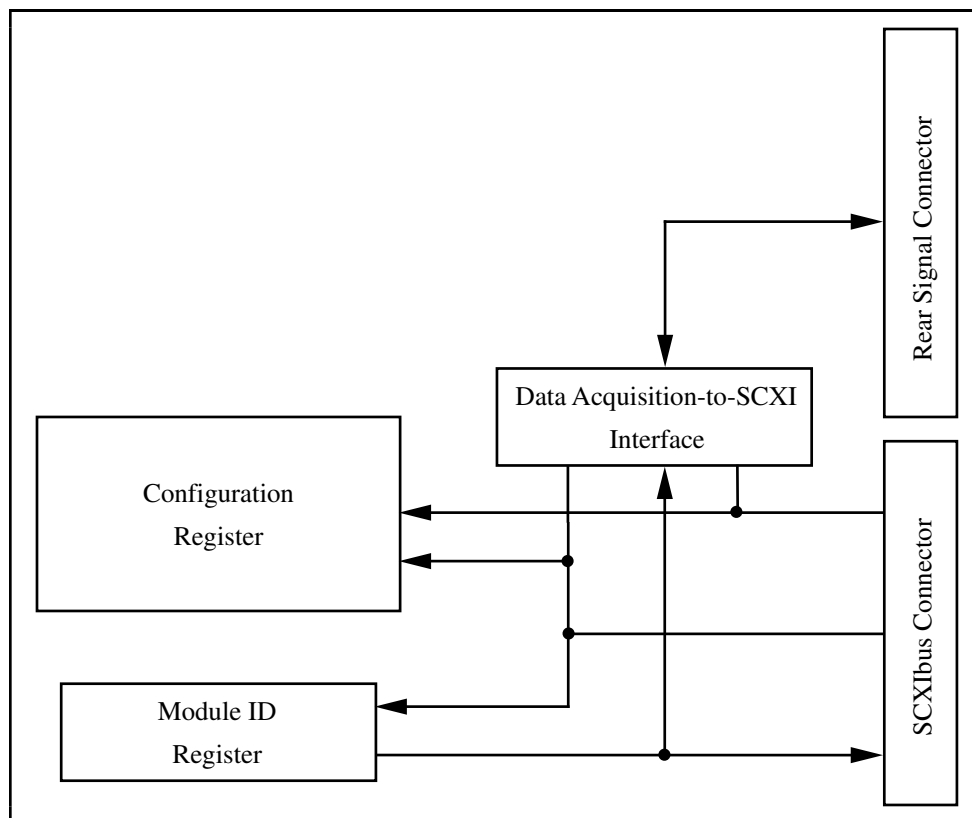 Rear Signal Connector
Data Acquisition-to-SCXI
Interface
Configuration
Register
SCXIbus Connector
Module ID
Register